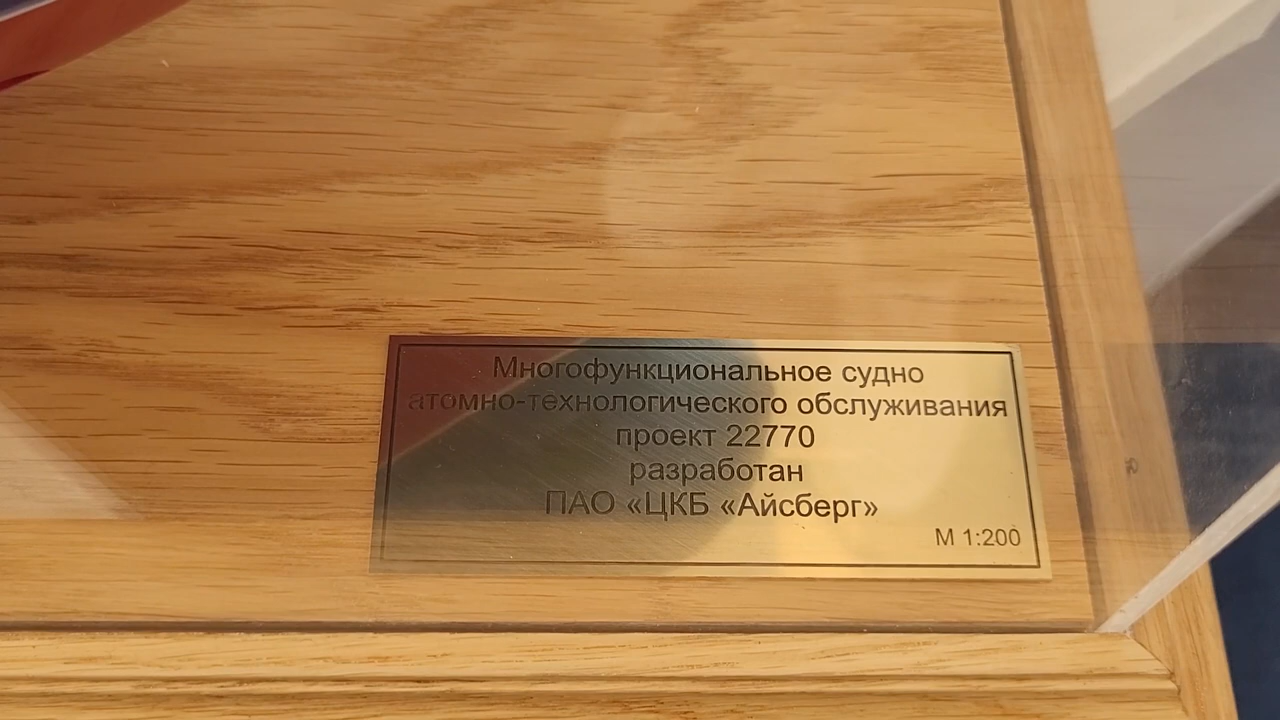 Многофункциональное судно
атомно-технологического обслуживания
проект 22770
разработан
ПАО «ЦКБ «Айсберг»
М 1:200